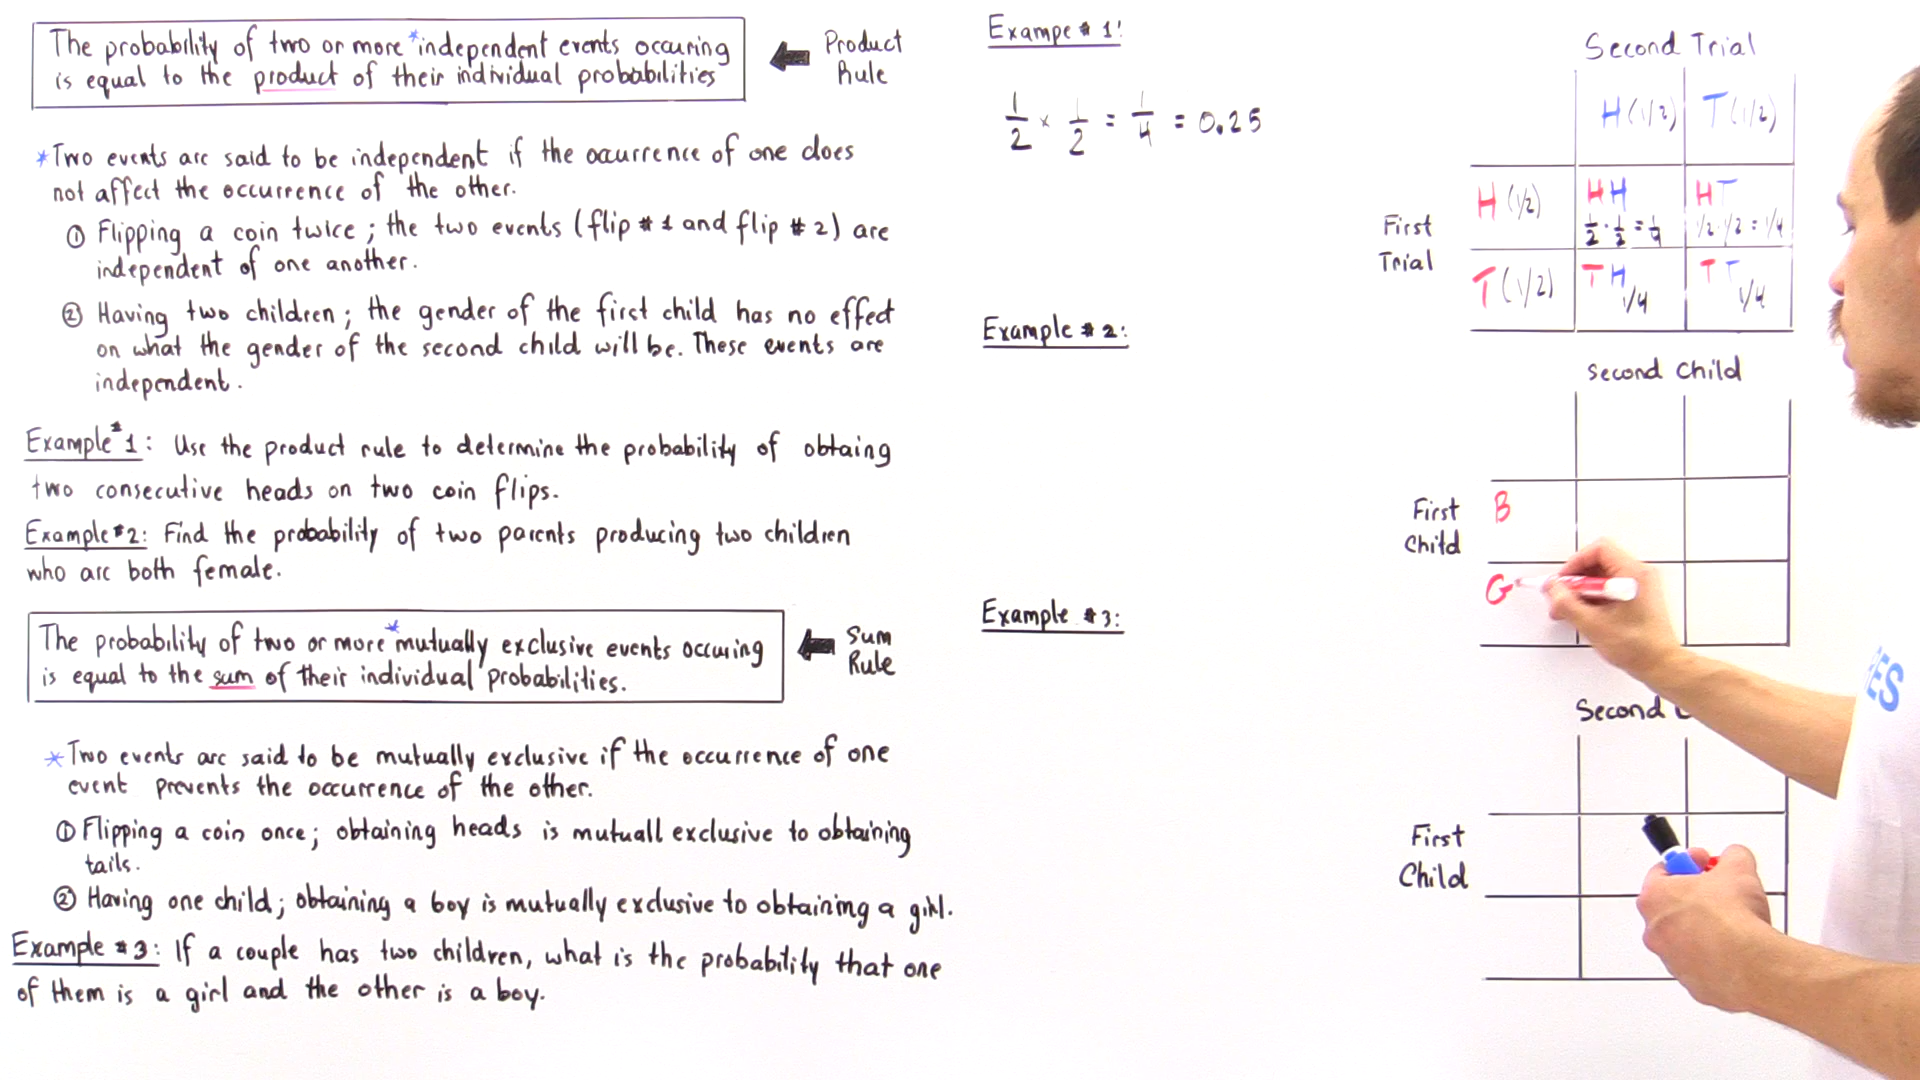 The probability of two or more *independent events occuring
is equal to the product of their individual probabilities
Product
Rule
*Two events are said to be independent if the ocurrence of one does
not affect the occurrence of the other.
① Flipping a coin twice; the two events (flip #1 and flip #2) are
independent of one another.
② Having two children; the gender of the first child has no effect
on what the gender of the second child will be. These events are
independent.
Example #1: Use the product rule to determine the probability of obtaing
two consecutive heads on two coin flips.
Example #2: Find the probability of two parents producing two children
who are both female.
The probability of two or more *mutually exclusive events occuring
is equal to the sum of their individual probabilities.
Sum
Rule
*Two events are said to be mutually exclusive if the occurrence of one
event prevents the occurrence of the other.
① Flipping a coin once; obtaining heads is mutuall exclusive to obtaining
tails.
② Having one child; obtaining a boy is mutually exclusive to obtaining a girl.
Example #3: If a couple has two children, what is the probability that one
of them is a girl and the other is a boy.
Exampe #1:
1/2 × 1/2 = 1/4 = 0.25
Example #2:
Example #3:
Second Trial
H (1/2) T (1/2)
First
Trial
H (1/2) HH HT
1/2 · 1/2 = 1/4 1/2 · 1/2 = 1/4
T (1/2) TH 1/4 TT 1/4
Second Child
First
Child
B
G
Second
First
Child